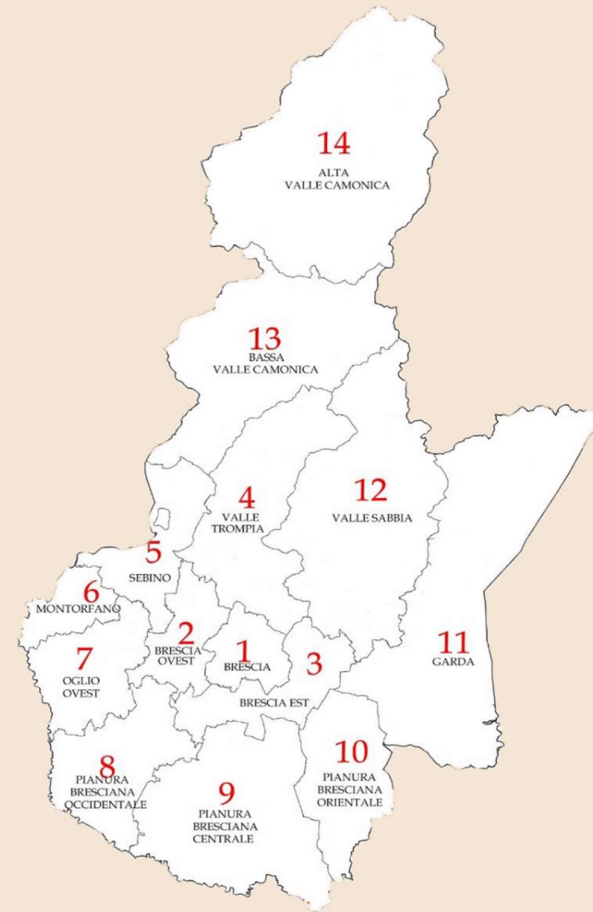 14
ALTA
VALLE CAMONICA
13
BASSA
VALLE CAMONICA
4
VALLE
TROMPIA
12
VALLE SABBIA
5
SEBINO
6
MONTORFANO
2
BRESCIA
OVEST
1
BRESCIA
3
BRESCIA EST
11
GARDA
7
OGLIO
OVEST
8
PIANURA
BRESCIANA
OCCIDENTALE
9
PIANURA
BRESCIANA
CENTRALE
10
PIANURA
BRESCIANA
ORIENTALE